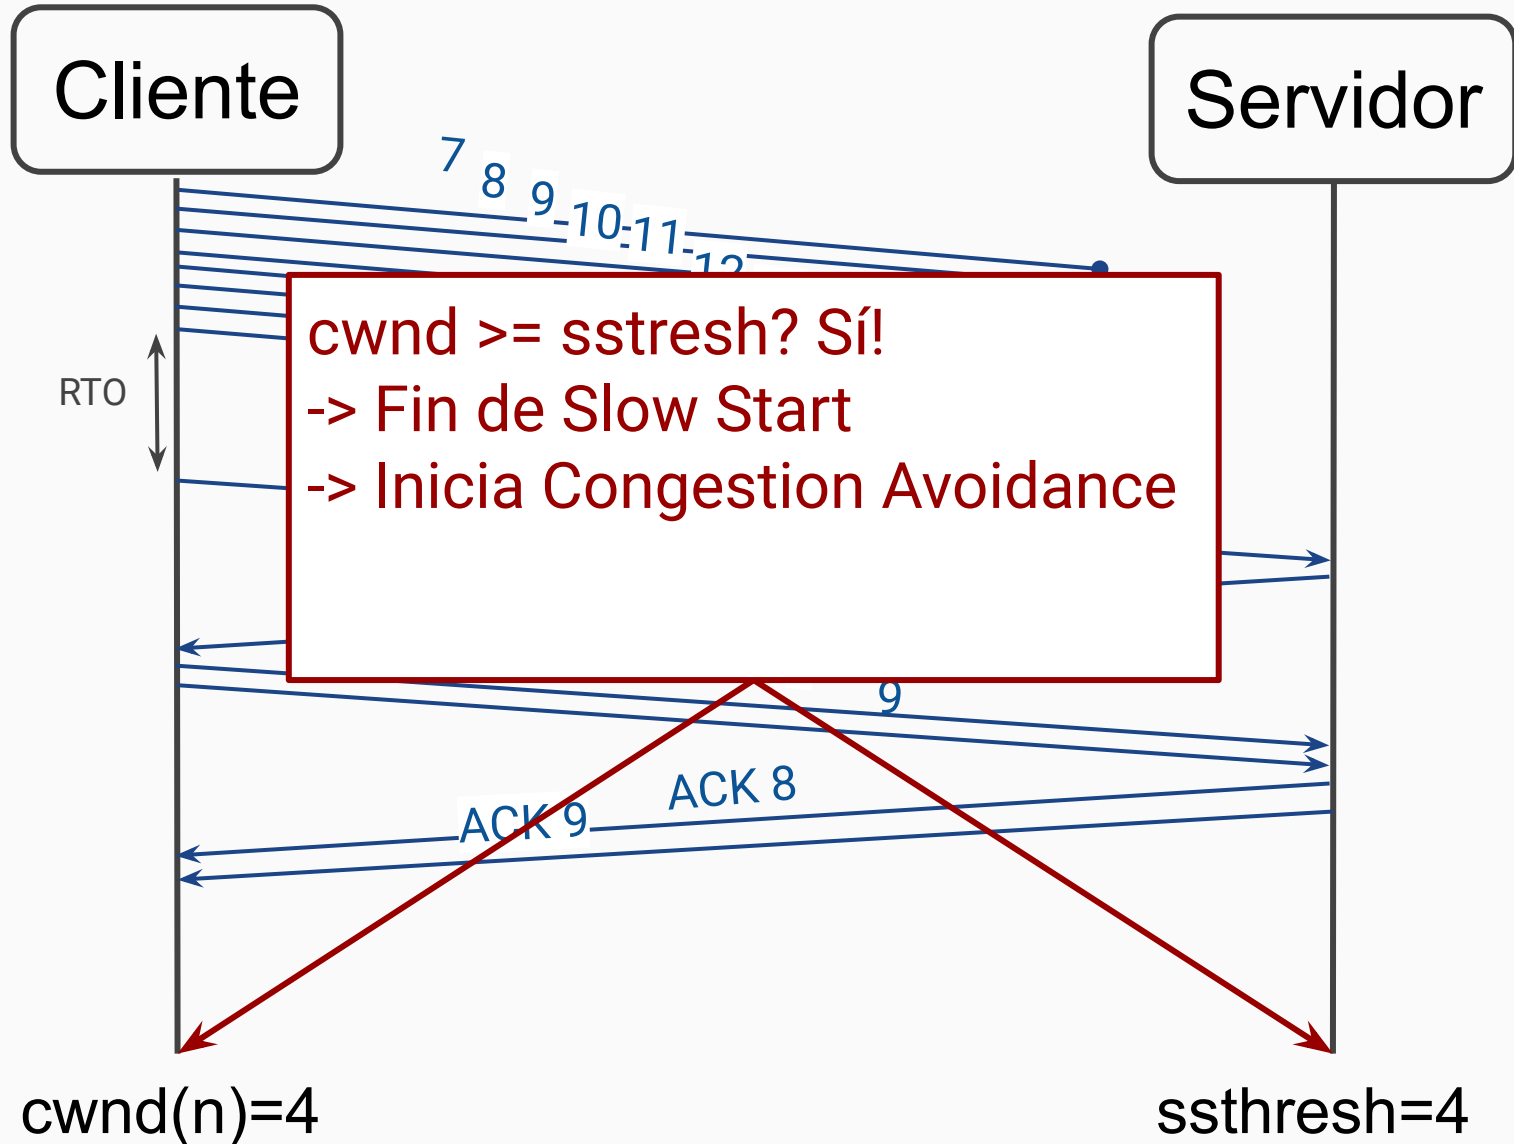 Cliente
Servidor
7
8
9
10
11
12
cwnd >= sstresh? Sí!
-> Fin de Slow Start
-> Inicia Congestion Avoidance
RTO
9
ACK 8
ACK 9
cwnd(n)=4
ssthresh=4